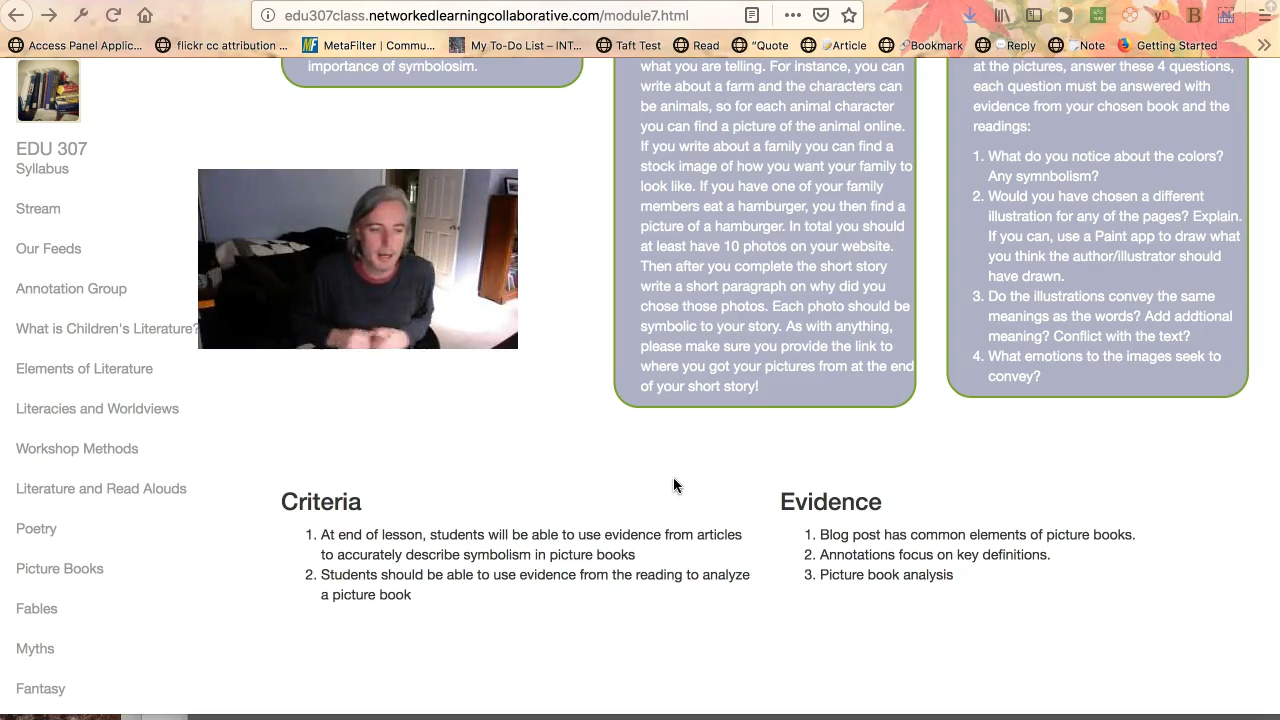 edu307class.networkedlearningcollaborative.com/module7.html
Access Panel Applic...
flickr cc attribution ...
MetaFilter ( Commu...
My To-Do List – INT...
Taft Test
Read
"Quote
Article
Bookmark
Reply
Note
Getting Started
EDU 307
Syllabus
Stream
Our Feeds
Annotation Group
What is Children's Literature?
Elements of Literature
Literacies and Worldviews
Workshop Methods
Literature and Read Alouds
Poetry
Picture Books
Fables
Myths
Fantasy
importance of symbolosim.
what you are telling. For instance, you can
write about a farm and the characters can
be animals, so for each animal character
you can find a picture of the animal online.
If you write about a family you can find a
stock image of how you want your family to
look like. If you have one of your family
members eat a hamburger, you then find a
picture of a hamburger. In total you should
at least have 10 photos on your website.
Then after you complete the short story
write a short paragraph on why did you
chose those photos. Each photo should be
symbolic to your story. As with anything,
please make sure you provide the link to
where you got your pictures from at the end
of your short story!
at the pictures, answer these 4 questions,
each question must be answered with
evidence from your chosen book and the
readings:
1. What do you notice about the colors?
Any symnbolism?
2. Would you have chosen a different
illustration for any of the pages? Explain.
If you can, use a Paint app to draw what
you think the author/illustrator should
have drawn.
3. Do the illustrations convey the same
meanings as the words? Add addtional
meaning? Conflict with the text?
4. What emotions to the images seek to
convey?
Criteria
1. At end of lesson, students will be able to use evidence from articles
to accurately describe symbolism in picture books
2. Students should be able to use evidence from the reading to analyze
a picture book
Evidence
1. Blog post has common elements of picture books.
2. Annotations focus on key definitions.
3. Picture book analysis